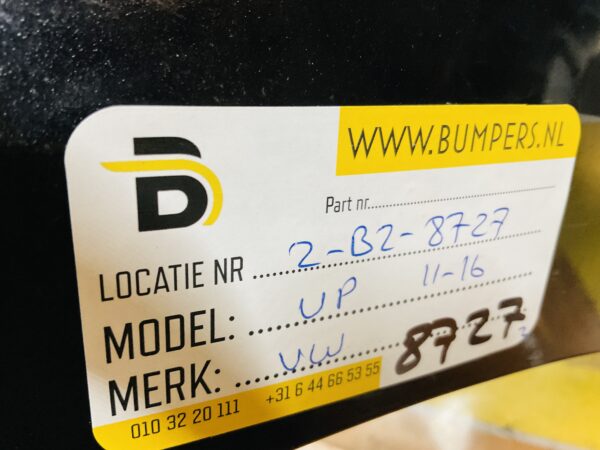 WWW.BUMPERS.NL
B
Part nr.
LOCATIE NR 2-B2-8727
MODEL: UP 11-16
MERK: VW 8727
010 32 20 111 +31 6 44 66 53 55